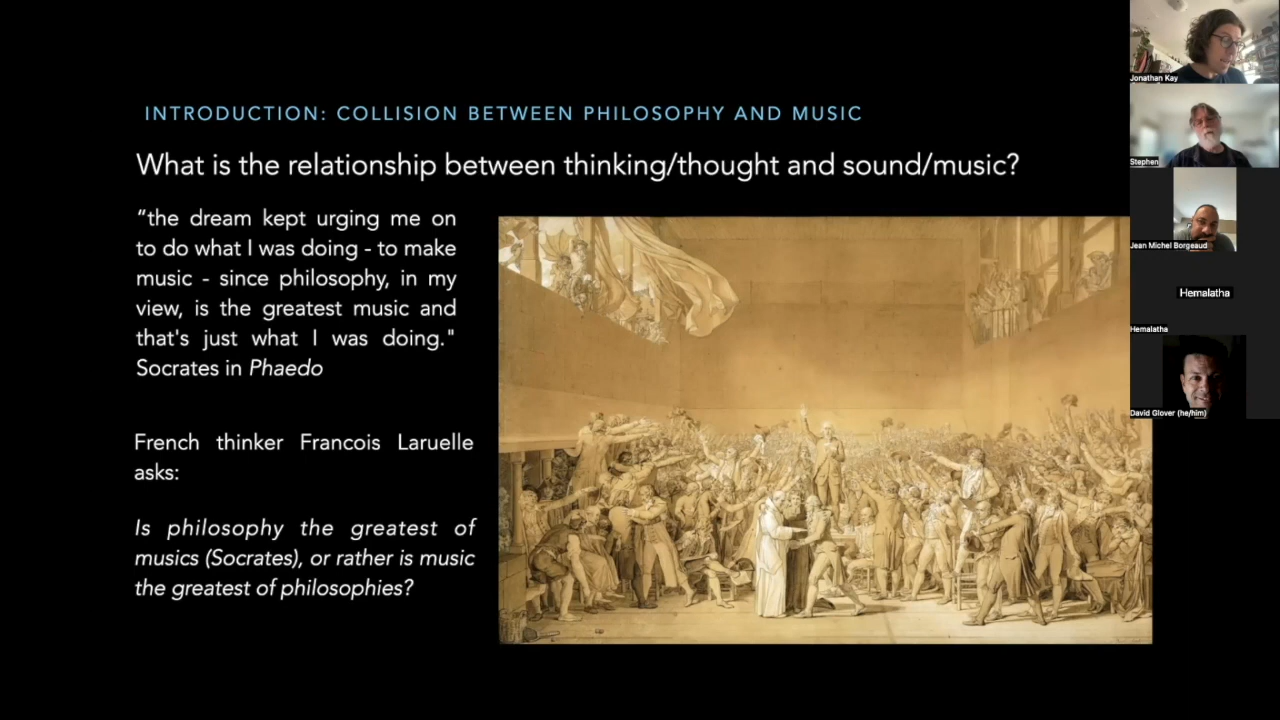 INTRODUCTION: COLLISION BETWEEN PHILOSOPHY AND MUSIC
What is the relationship between thinking/thought and sound/music?
“the dream kept urging me on
to do what I was doing - to make
music - since philosophy, in my
view, is the greatest music and
that's just what I was doing."
Socrates in Phaedo
French thinker Francois Laruelle
asks:
Is philosophy the greatest of
musics (Socrates), or rather is music
the greatest of philosophies?
Jonathan Kay
Stephen
Jean Michel Borgeaud
Hemalatha
Hemalatha
David Glover (he/him)